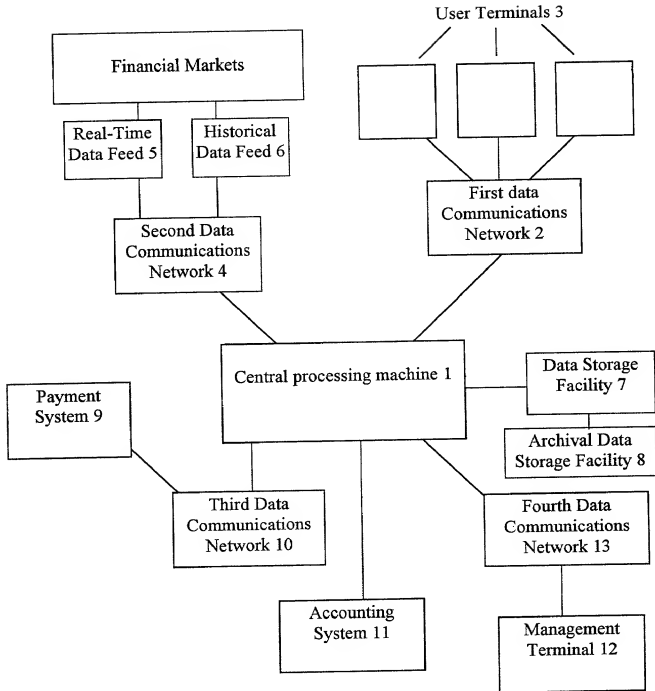 User Terminals 3
Financial Markets
Real-Time
Data Feed 5
Historical
Data Feed 6
First data
Communications
Network 2
Second Data
Communications
Network 4
Central processing machine 1
Data Storage
Facility 7
Payment
System 9
Archival Data
Storage Facility 8
Third Data
Communications
Network 10
Fourth Data
Communications
Network 13
Accounting
System 11
Management
Terminal 12